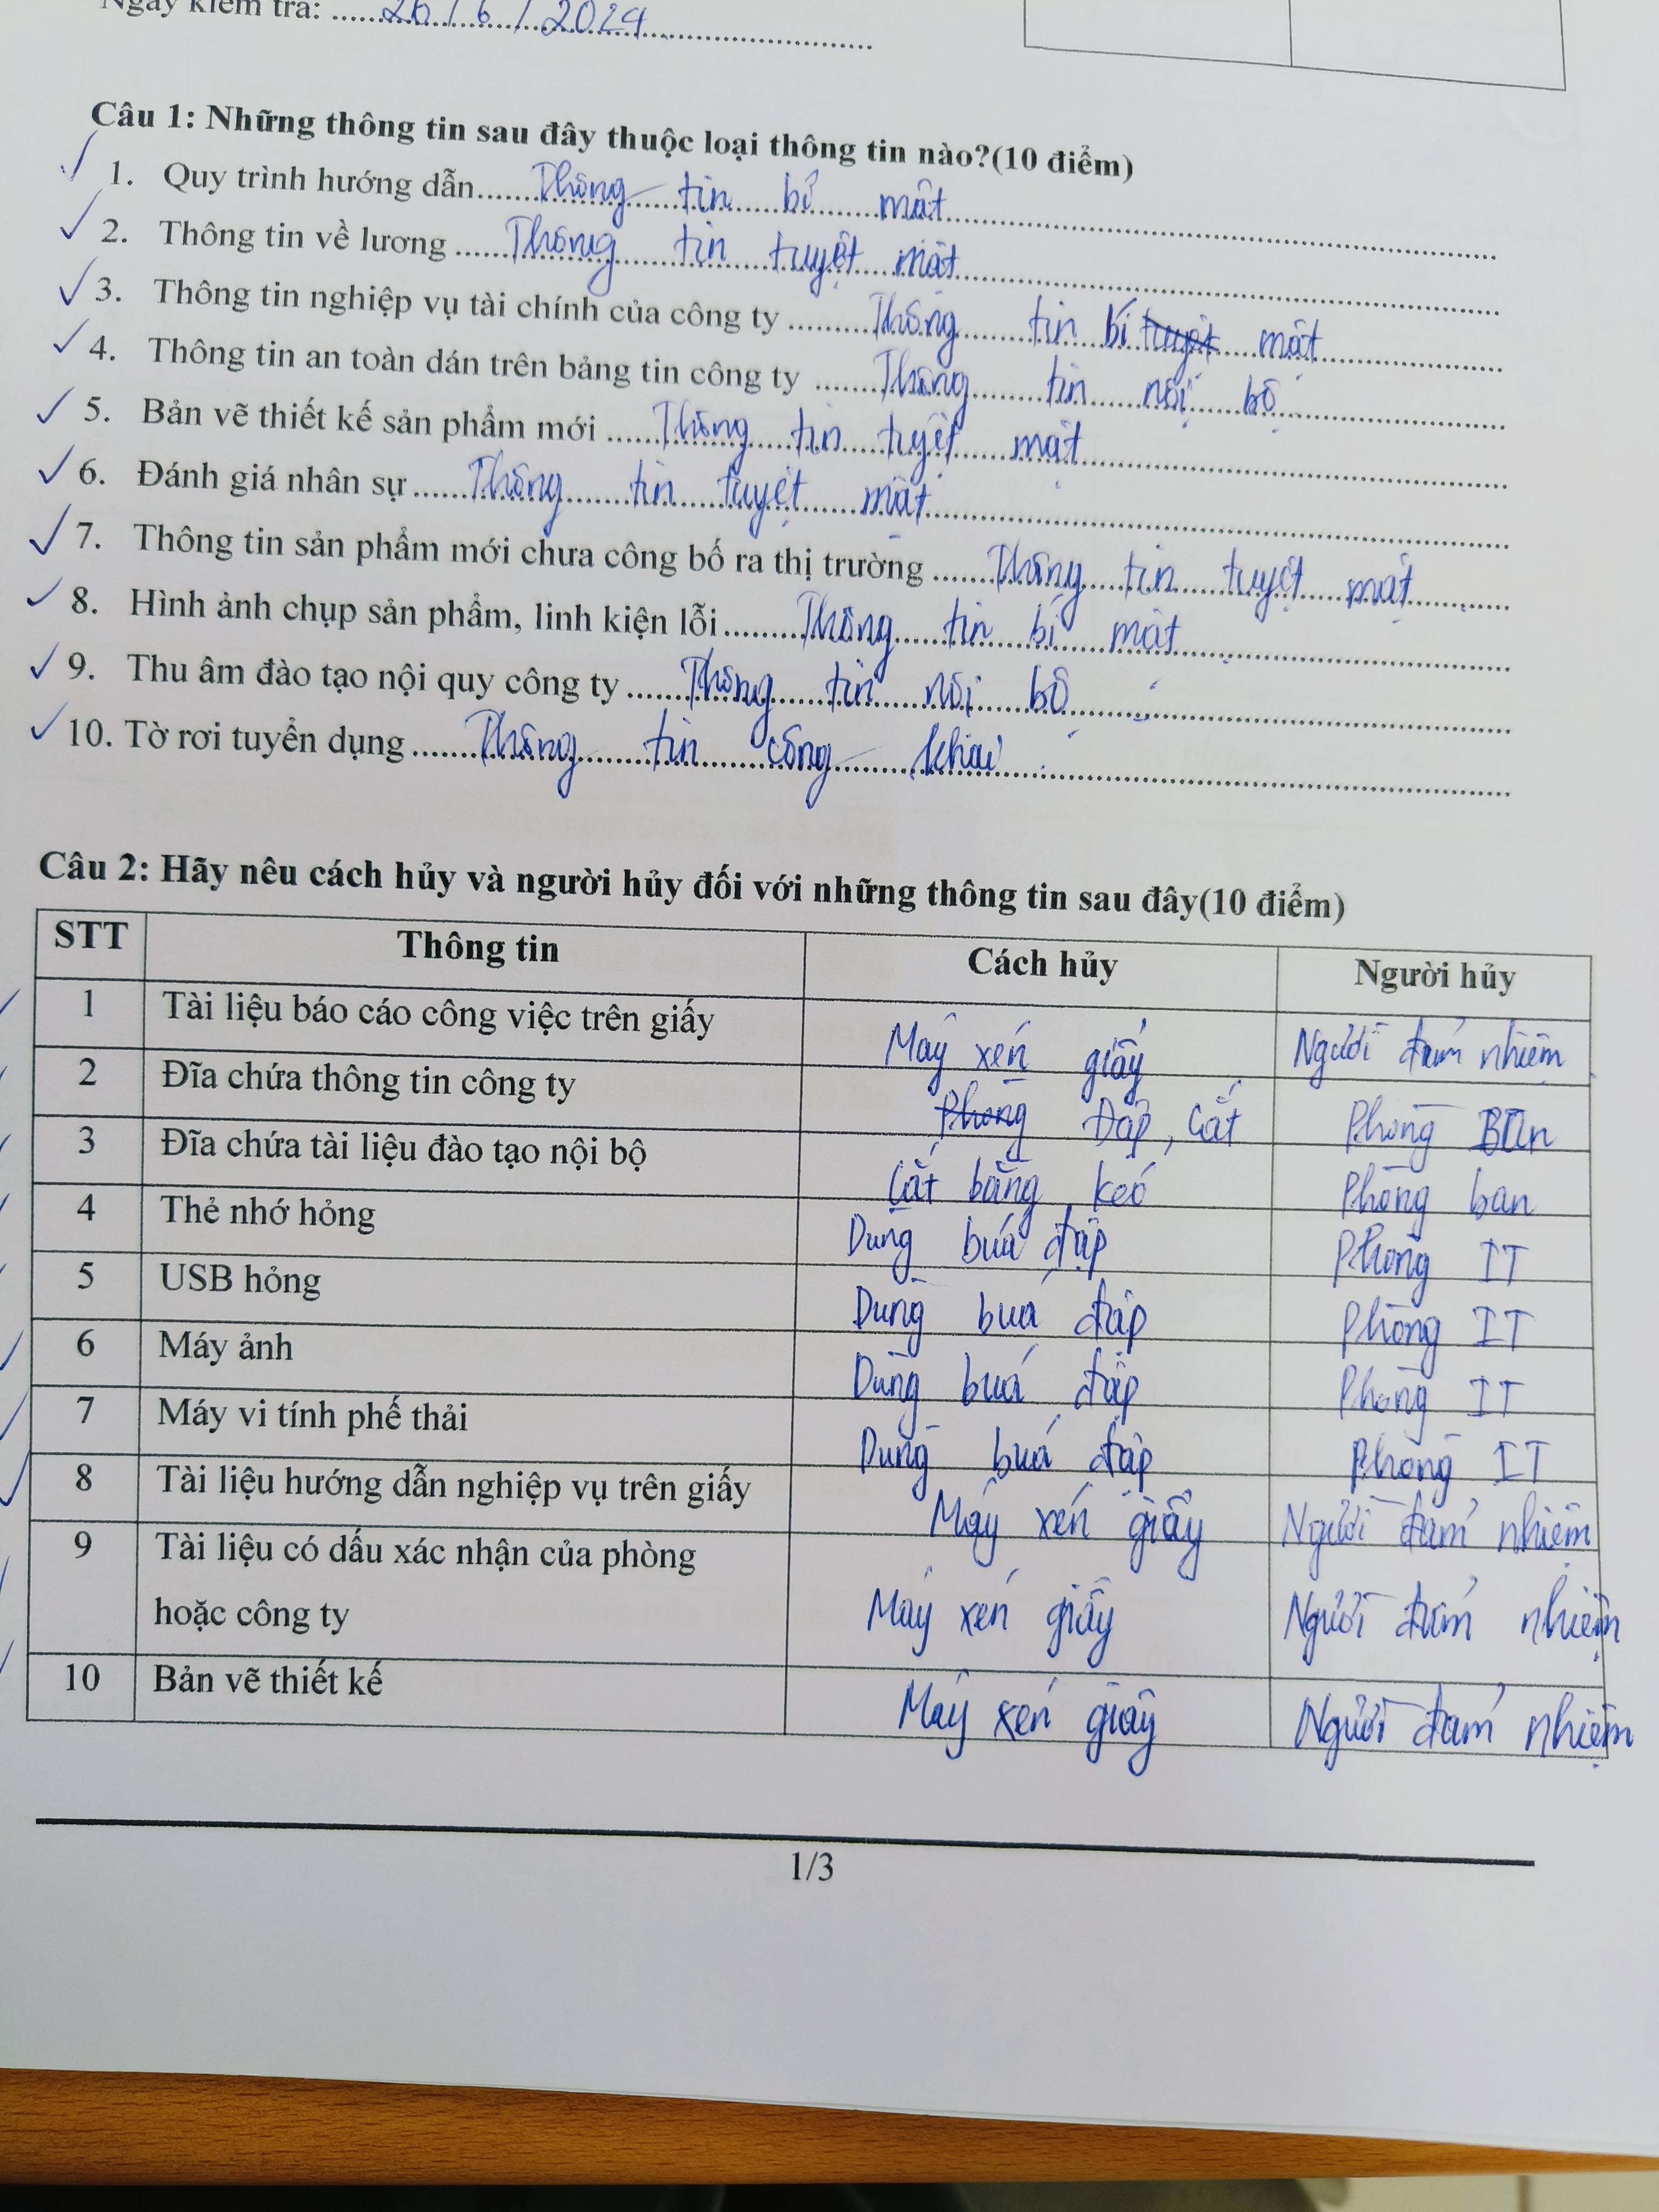 Ngày kiểm tra: 26/6/2024
Câu 1: Những thông tin sau đây thuộc loại thông tin nào?(10 điểm)
1. Quy trình hướng dẫn Thông tin bí mật
2. Thông tin về lương Thông tin tuyệt mật
3. Thông tin nghiệp vụ tài chính của công ty Thông tin bí tuyệt mật
4. Thông tin an toàn dán trên bảng tin công ty Thông tin nội bộ
5. Bản vẽ thiết kế sản phẩm mới Thông tin tuyệt mật
6. Đánh giá nhân sự Thông tin tuyệt mật
7. Thông tin sản phẩm mới chưa công bố ra thị trường Thông tin tuyệt mật
8. Hình ảnh chụp sản phẩm, linh kiện lỗi Thông tin bí mật
9. Thu âm đào tạo nội quy công ty Thông tin nội bộ
10. Tờ rơi tuyển dụng Thông tin công khai
Câu 2: Hãy nêu cách hủy và người hủy đối với những thông tin sau đây(10 điểm)
STT Thông tin Cách hủy Người hủy
1 Tài liệu báo cáo công việc trên giấy Máy xén giấy Người đảm nhiệm
2 Đĩa chứa thông tin công ty Phong Đập, cắt Phòng Ban
3 Đĩa chứa tài liệu đào tạo nội bộ Cắt bằng kéo Phòng ban
4 Thẻ nhớ hỏng Dùng búa đập Phòng IT
5 USB hỏng Dùng búa đập Phòng IT
6 Máy ảnh Dùng búa đập Phòng IT
7 Máy vi tính phế thải Dùng búa đập Phòng IT
8 Tài liệu hướng dẫn nghiệp vụ trên giấy Máy xén giấy Người đảm nhiệm
9 Tài liệu có dấu xác nhận của phòng
hoặc công ty Máy xén giấy Người đảm nhiệm
10 Bản vẽ thiết kế Máy xén giấy Người đảm nhiệm
1/3